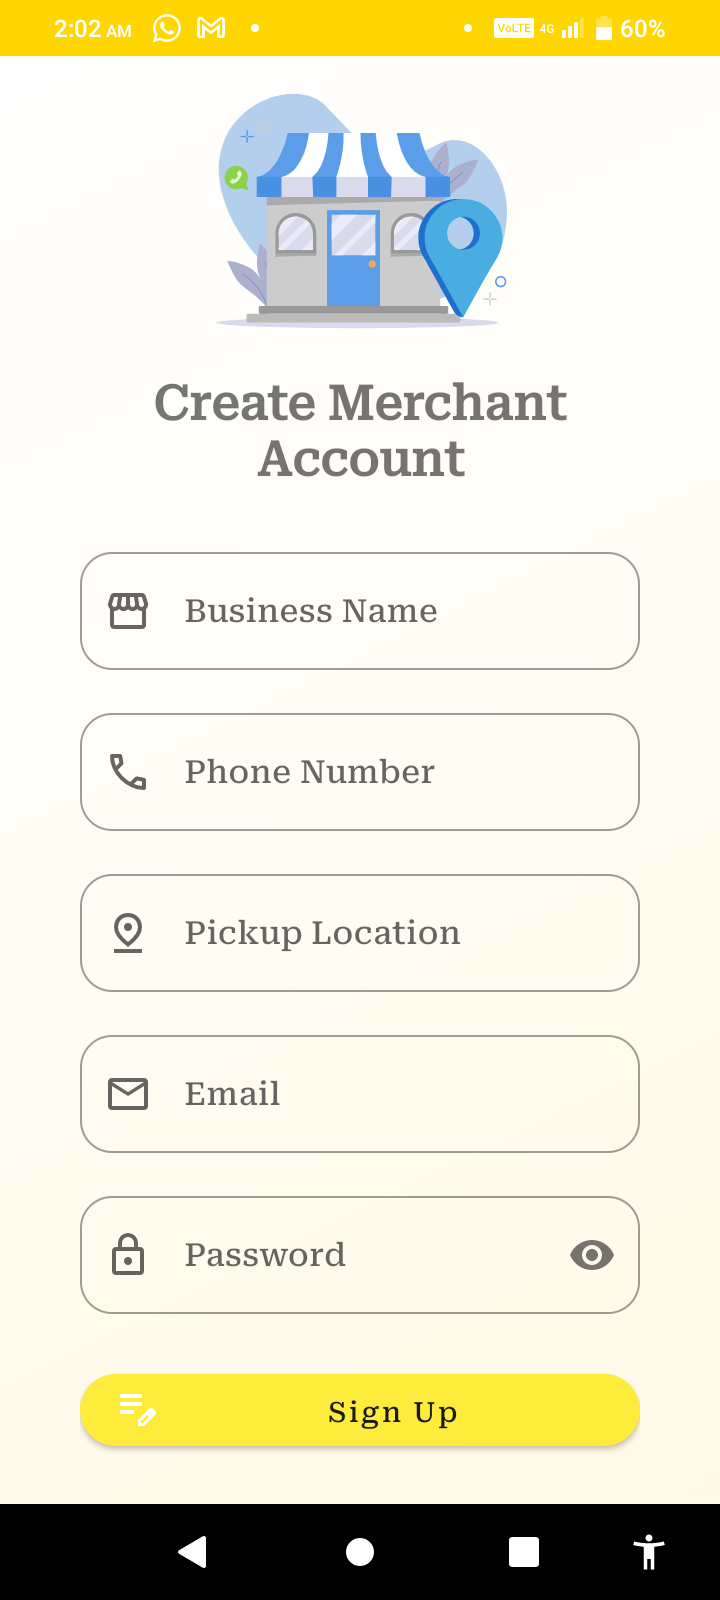 2:02 AM VoLTE 4G 60%
Create Merchant
Account
Business Name
Phone Number
Pickup Location
Email
Password
Sign Up